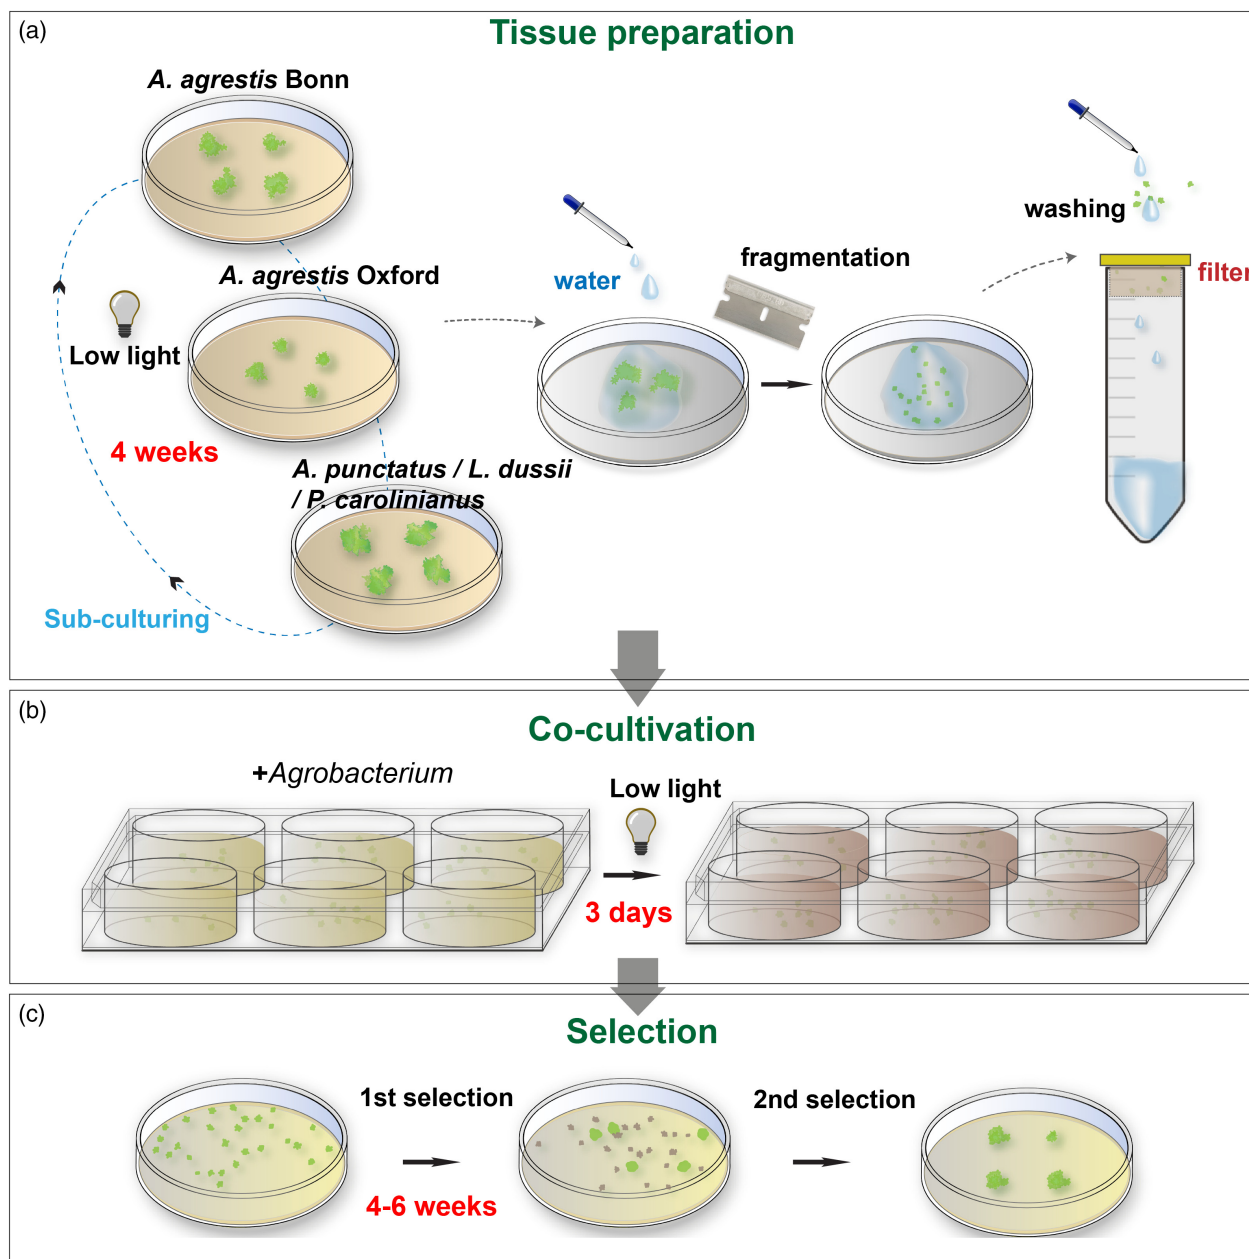 (a)
Tissue preparation
A. agrestis Bonn
A. agrestis Oxford
Low light
4 weeks
A. punctatus / L. dussii
/ P. carolinianus
Sub-culturing
water
fragmentation
washing
filter
(b)
Co-cultivation
+Agrobacterium
Low light
3 days
(c)
Selection
1st selection
4-6 weeks
2nd selection